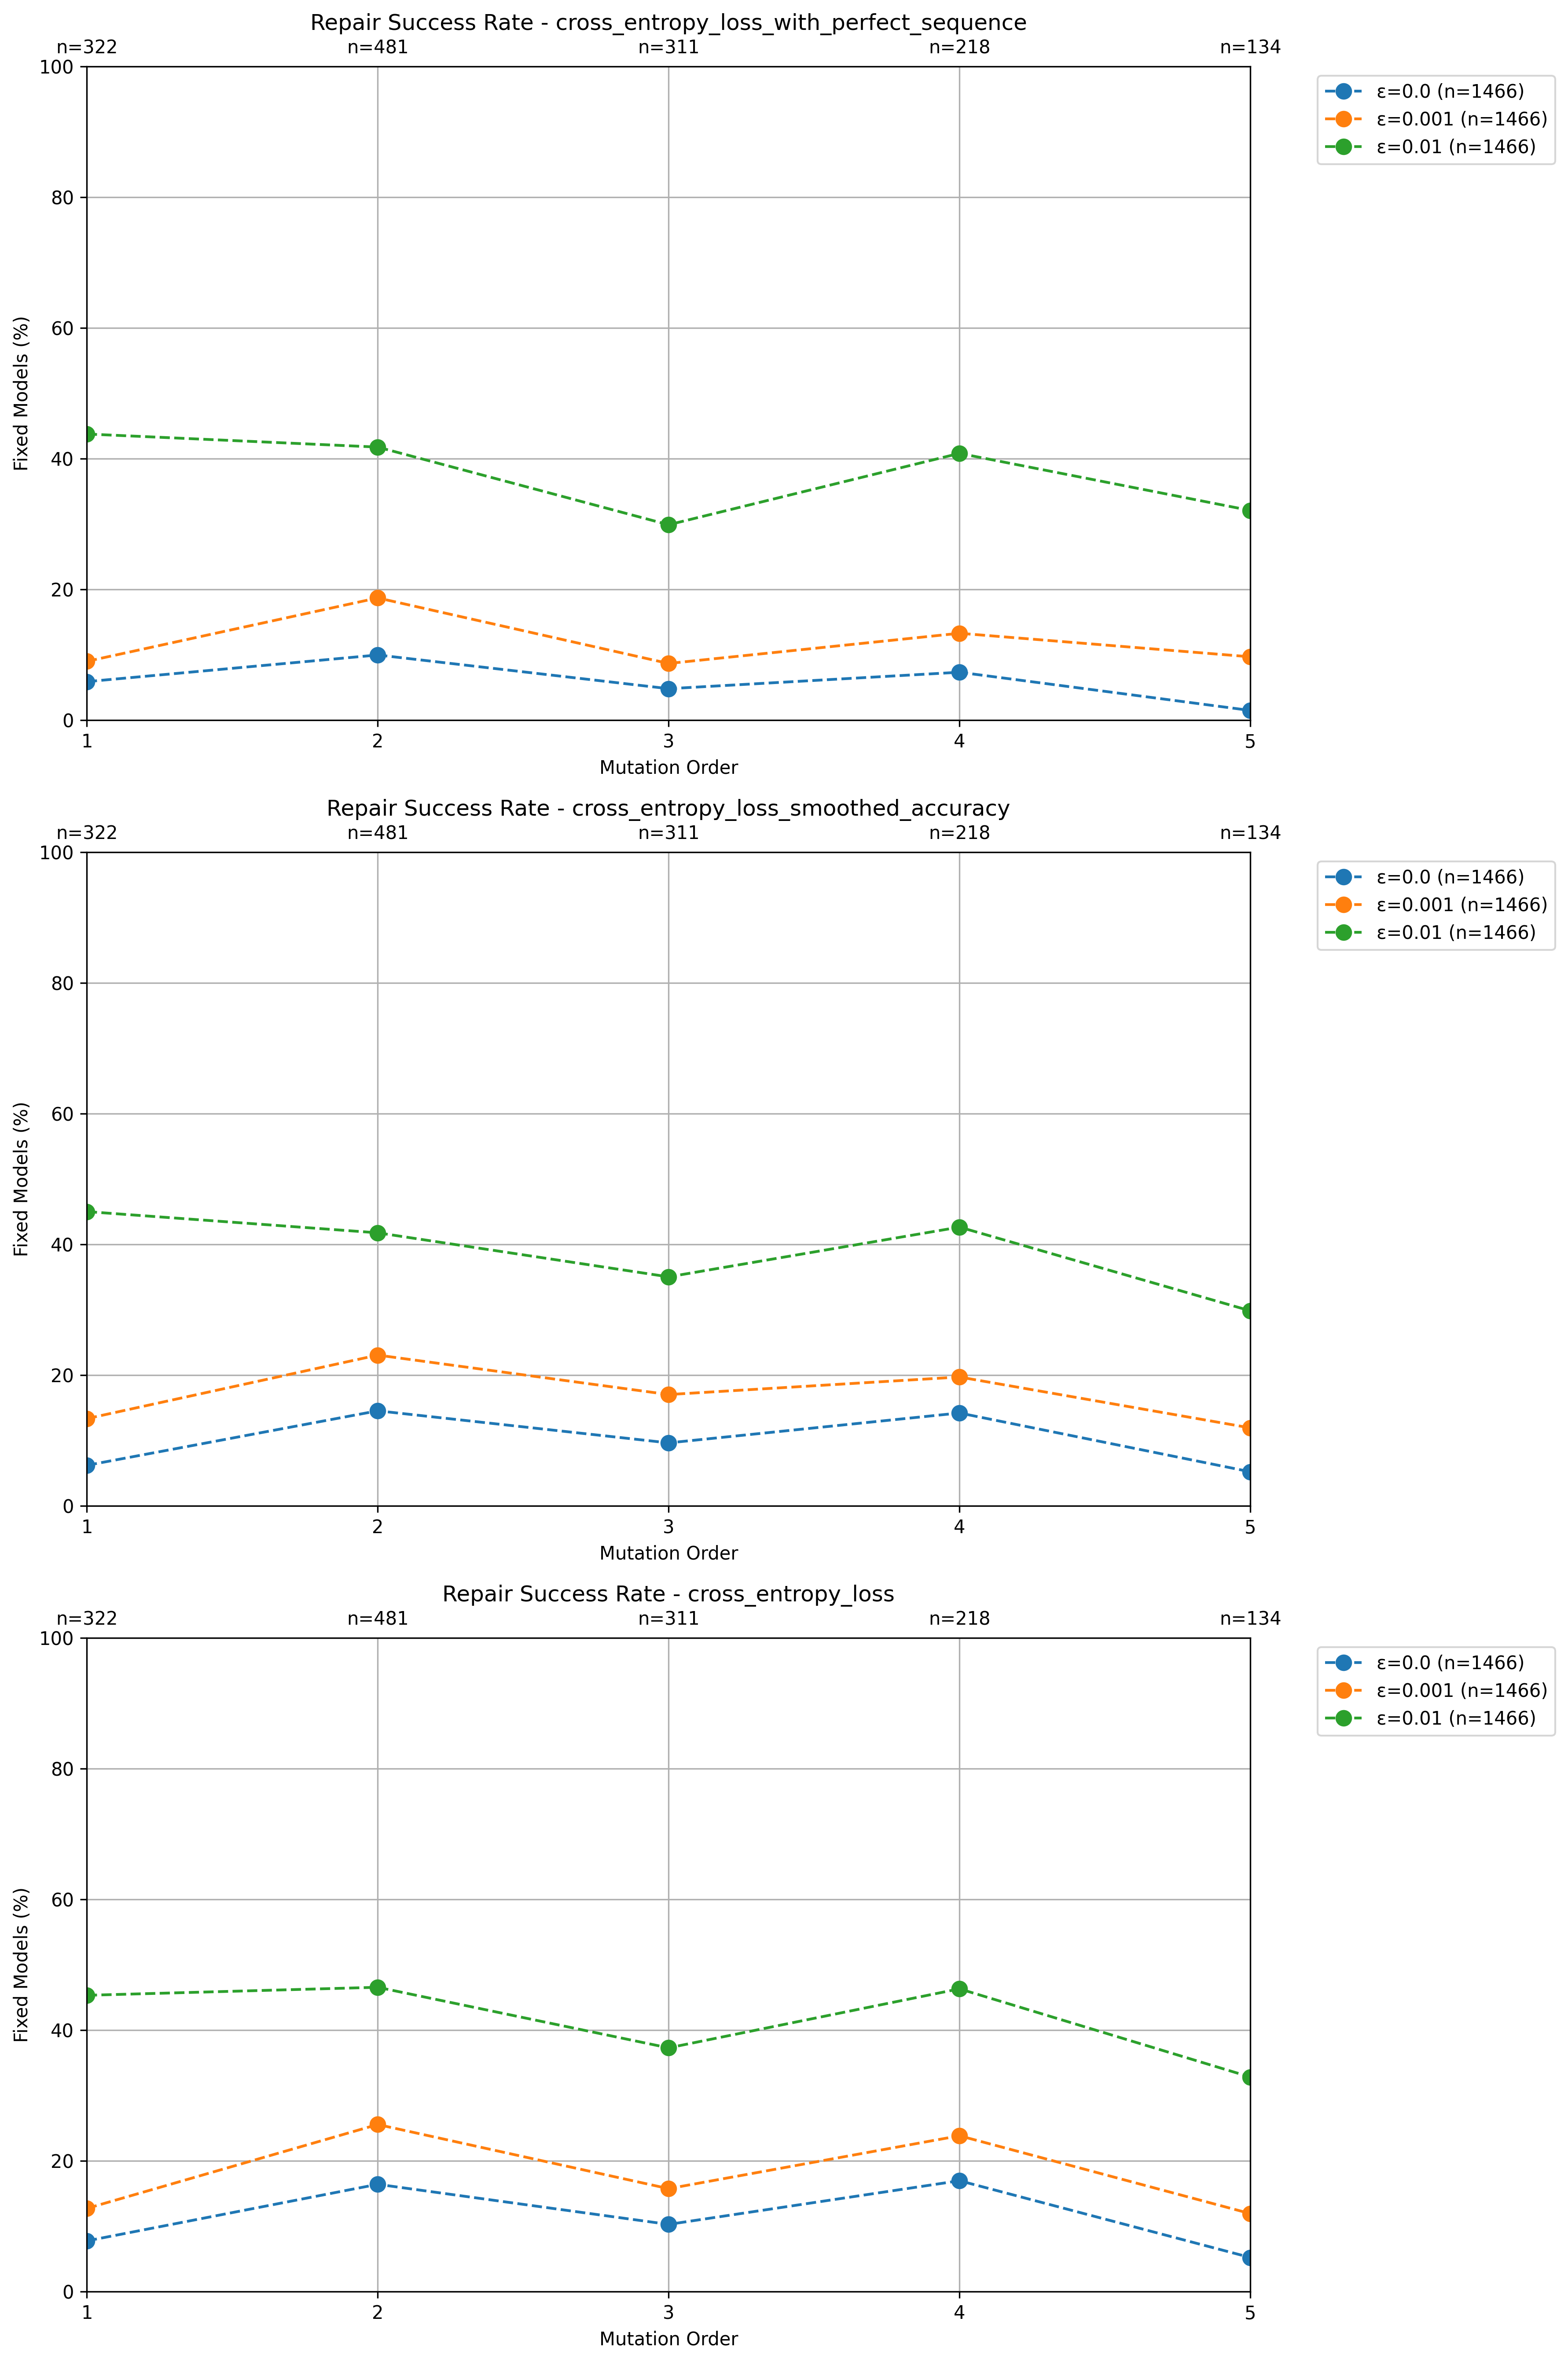 Repair Success Rate - cross_entropy_loss_with_perfect_sequence
n=322 n=481 n=311 n=218 n=134
100
80
60
40
20
0
Fixed Models (%)
1 2 3 4 5
Mutation Order
ε=0.0 (n=1466)
ε=0.001 (n=1466)
ε=0.01 (n=1466)
Repair Success Rate - cross_entropy_loss_smoothed_accuracy
n=322 n=481 n=311 n=218 n=134
100
80
60
40
20
0
Fixed Models (%)
1 2 3 4 5
Mutation Order
ε=0.0 (n=1466)
ε=0.001 (n=1466)
ε=0.01 (n=1466)
Repair Success Rate - cross_entropy_loss
n=322 n=481 n=311 n=218 n=134
100
80
60
40
20
0
Fixed Models (%)
1 2 3 4 5
Mutation Order
ε=0.0 (n=1466)
ε=0.001 (n=1466)
ε=0.01 (n=1466)